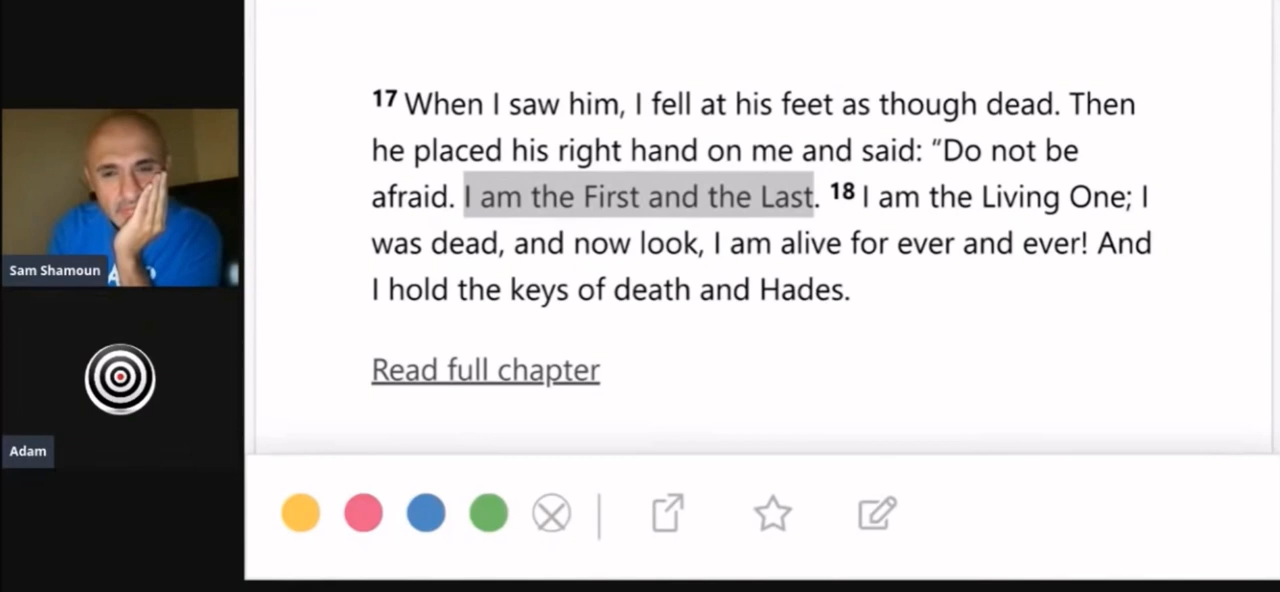 17 When I saw him, I fell at his feet as though dead. Then
he placed his right hand on me and said: “Do not be
afraid. I am the First and the Last. 18 I am the Living One; I
was dead, and now look, I am alive for ever and ever! And
I hold the keys of death and Hades.
Read full chapter
Sam Shamoun
Adam